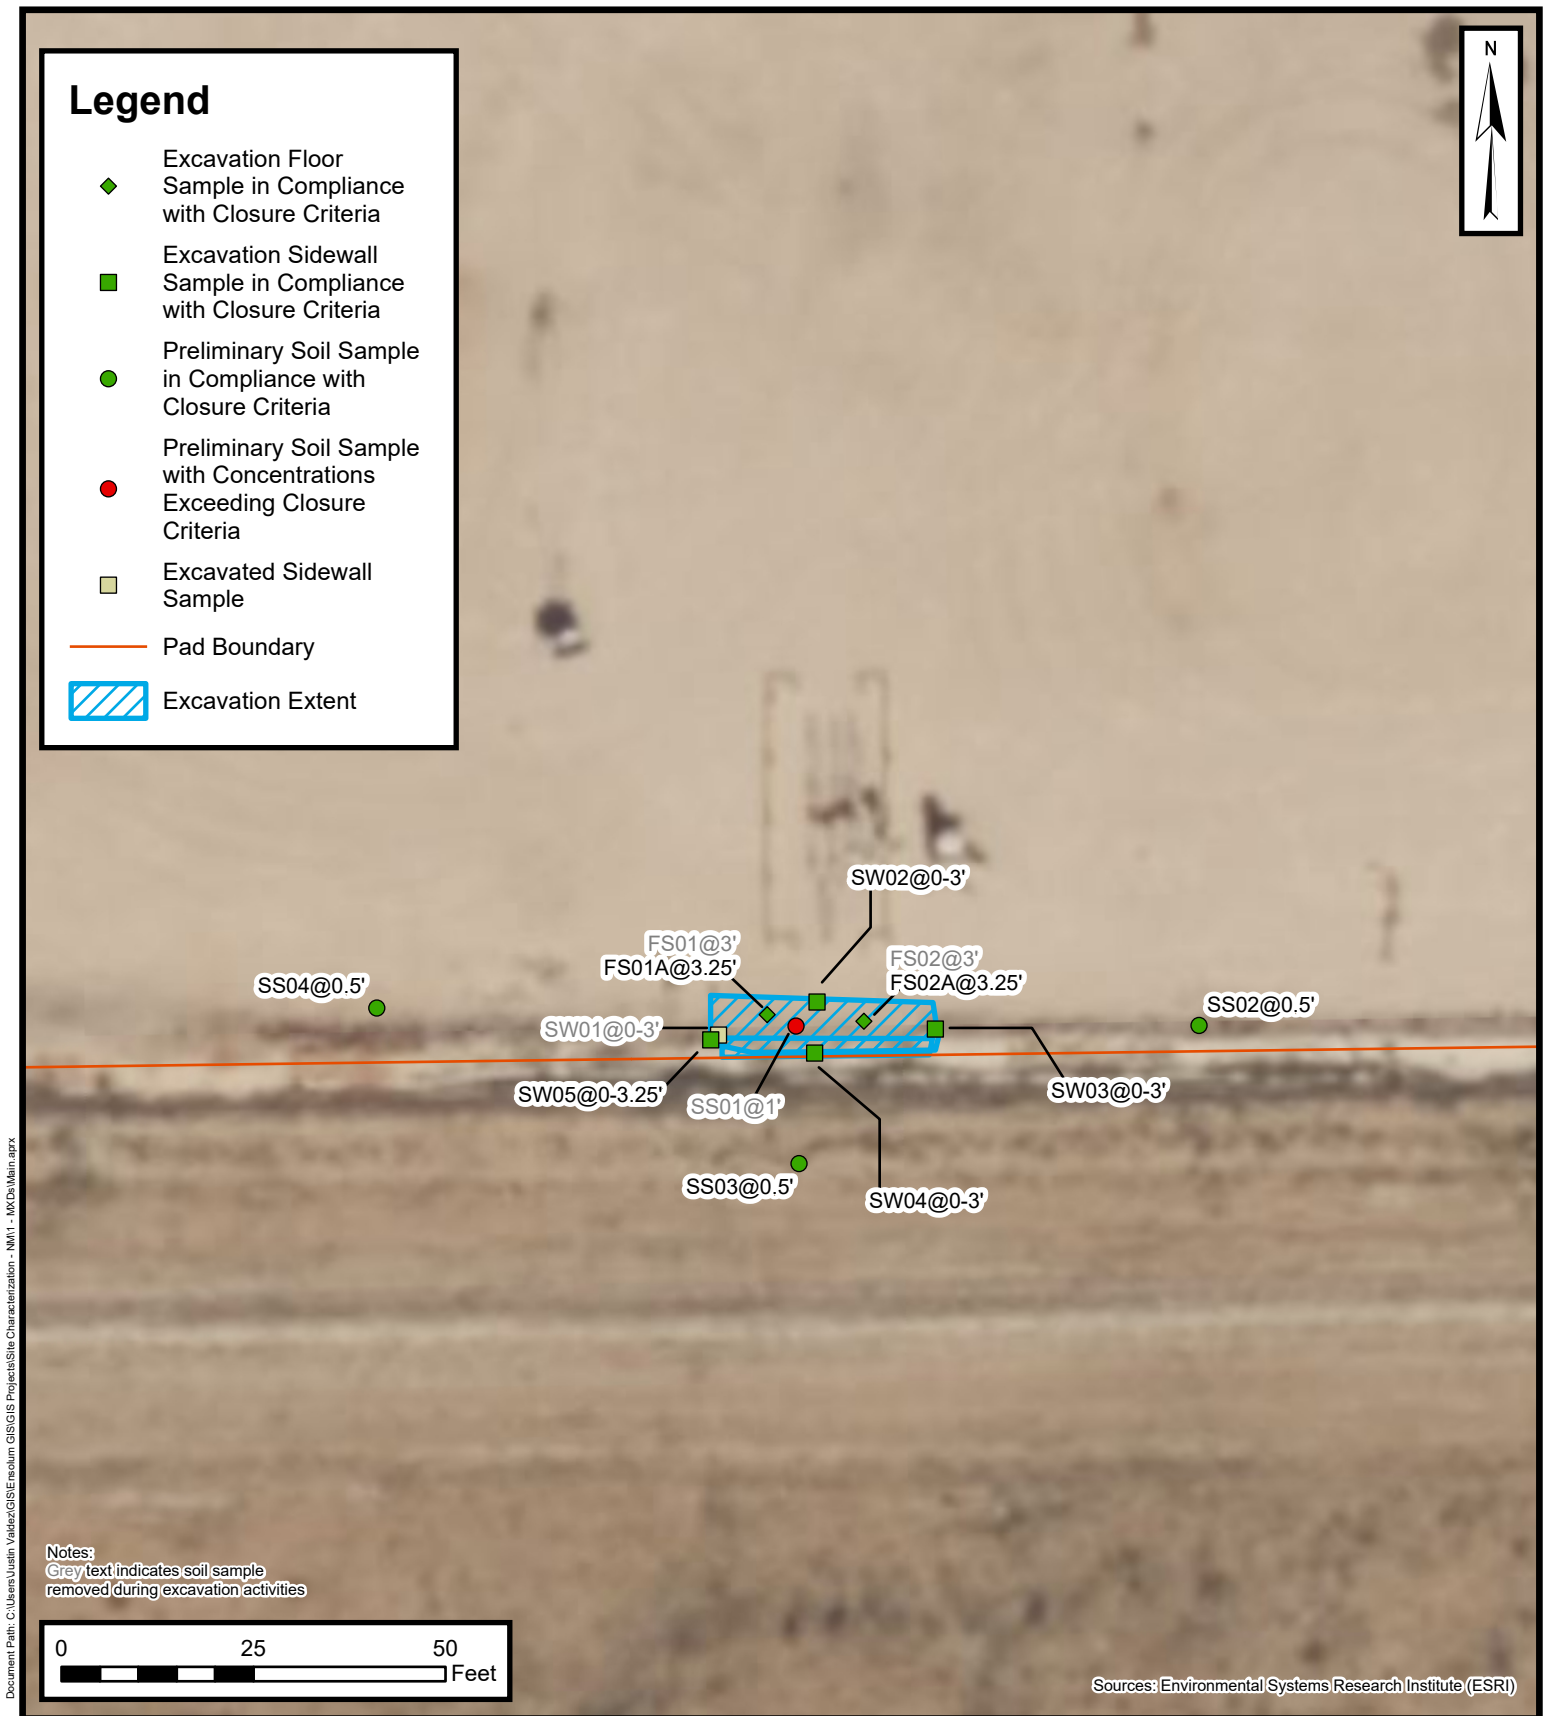 Legend
Excavation Floor
Sample in Compliance
with Closure Criteria
Excavation Sidewall
Sample in Compliance
with Closure Criteria
Preliminary Soil Sample
in Compliance with
Closure Criteria
Preliminary Soil Sample
with Concentrations
Exceeding Closure
Criteria
Excavated Sidewall
Sample
Pad Boundary
Excavation Extent
N
SW02@0-3'
FS01@3'
FS01A@3.25'
FS02@3'
FS02A@3.25'
SS04@0.5'
SS02@0.5'
SW01@0-3'
SW05@0-3.25'
SS01@1'
SW03@0-3'
SS03@0.5'
SW04@0-3'
Notes:
Grey text indicates soil sample
removed during excavation activities
0 25 50
Feet
Sources: Environmental Systems Research Institute (ESRI)
Document Path: C:\Users\Justin Valdez\GIS\Ensolum GIS\GIS Projects\Site Characterization - NM\1 - MXDs\Main.aprx